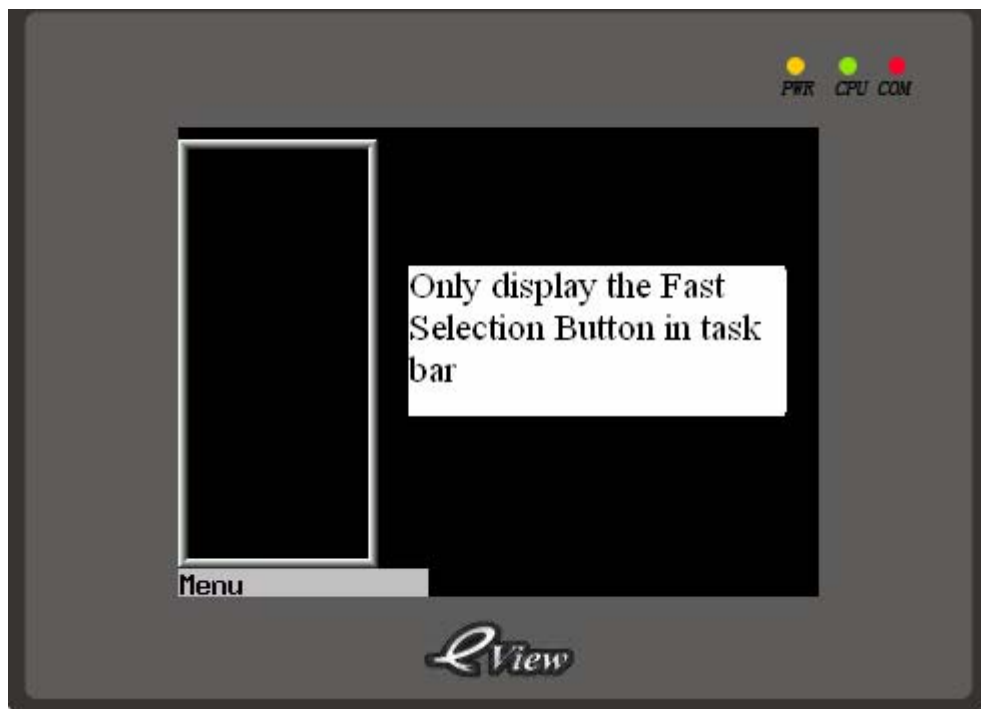 PWR CPU COM
Only display the Fast
Selection Button in task
bar
Menu
eView